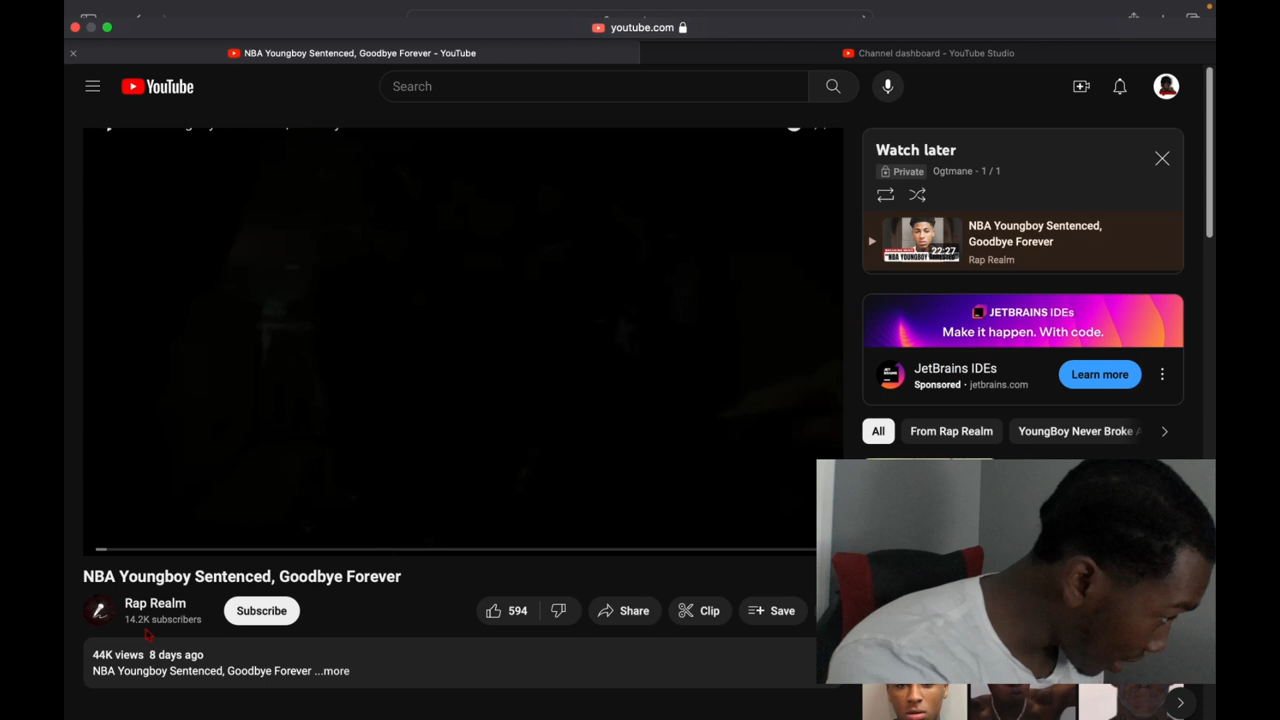 youtube.com
NBA Youngboy Sentenced, Goodbye Forever - YouTube
Channel dashboard - YouTube Studio
YouTube
Search
Watch later
Private Ogtmane - 1 / 1
22:27
NBA Youngboy Sentenced,
Goodbye Forever
Rap Realm
JETBRAINS IDEs
Make it happen. With code.
JetBrains IDEs
Sponsored · jetbrains.com
Learn more
All
From Rap Realm
YoungBoy Never Broke
NBA Youngboy Sentenced, Goodbye Forever
Rap Realm
14.2K subscribers
Subscribe
594
Share
Clip
Save
44K views 8 days ago
NBA Youngboy Sentenced, Goodbye Forever ...more